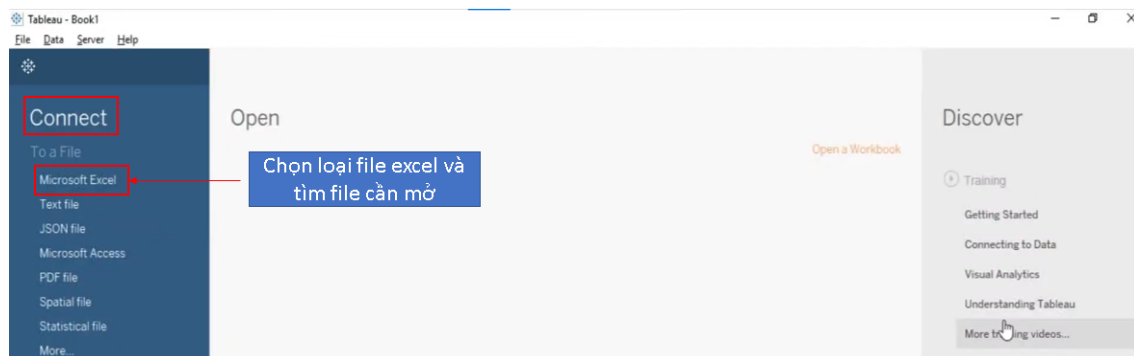 Tableau - Book1
File Data Server Help
Connect
To a File
Microsoft Excel
Text file
JSON file
Microsoft Access
PDF file
Spatial file
Statistical file
More...
Open
Open a Workbook
Chọn loại file excel và
tìm file cần mở
Discover
Training
Getting Started
Connecting to Data
Visual Analytics
Understanding Tableau
More videos...